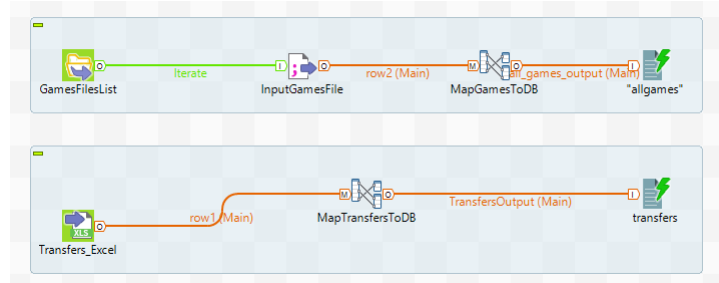 Iterate
row2 (Main)
all_games_output (Main)
GamesFilesList
InputGamesFile
MapGamesToDB
"allgames"
row1 (Main)
TransfersOutput (Main)
MapTransfersToDB
transfers
XLS
Transfers_Excel